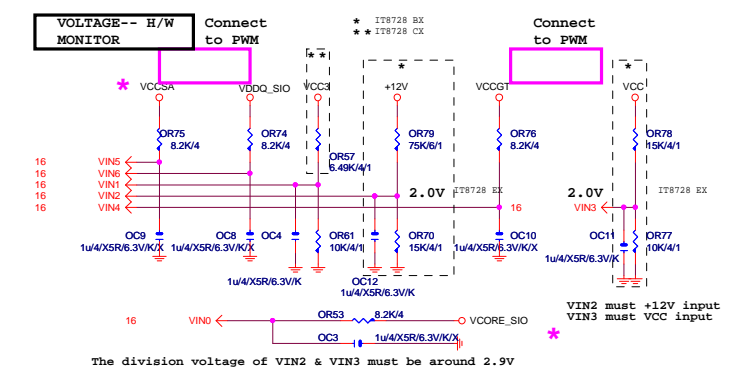 VOLTAGE-- H/W
MONITOR
Connect
to PWM
* IT8728 BX
** IT8728 CX
Connect
to PWM
* VCCSA
VDDQ_SIO
**
VCC3
*
+12V
VCCGT
*
VCC
OR75
8.2K/4
OR74
8.2K/4
OR57
6.49K/4/1
OR79
75K/6/1
OR76
8.2K/4
OR78
15K/4/1
16 VIN5
16 VIN6
16 VIN1
16 VIN2
16 VIN4
2.0V
IT8728 EX
16
2.0V
VIN3
IT8728 EX
OC9
1u/4/X5R/6.3V/K/X
OC8
1u/4/X5R/6.3V/K/X
OC4
1u/4/X5R/6.3V/K
OR61
10K/4/1
OC12
1u/4/X5R/6.3V/K
OR70
15K/4/1
OC10
1u/4/X5R/6.3V/K/X
OC11
1u/4/X5R/6.3V/K
OR77
10K/4/1
VIN2 must +12V input
VIN3 must VCC input
*
16 VIN0
OR53
8.2K/4
VCORE_SIO
OC3
1u/4/X5R/6.3V/K/X
The division voltage of VIN2 & VIN3 must be around 2.9V